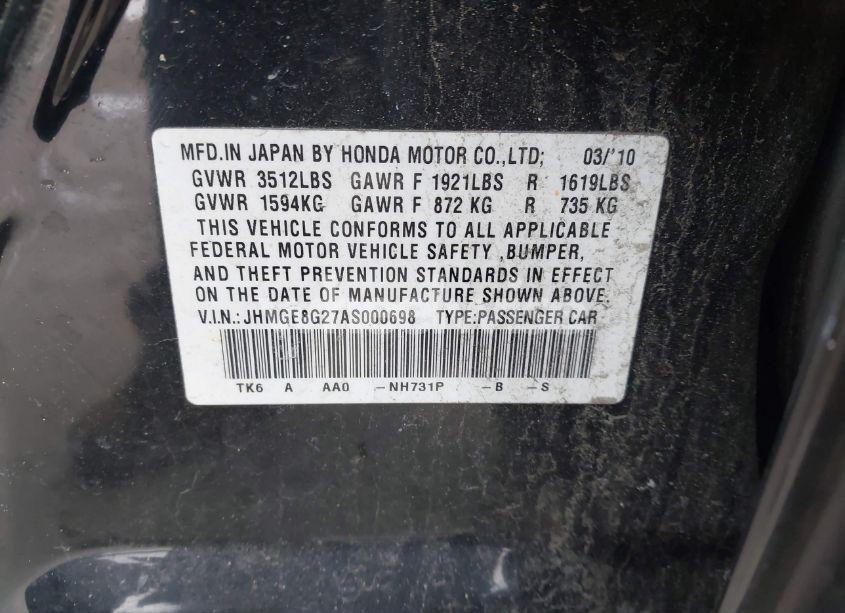 MFD.IN JAPAN BY HONDA MOTOR CO.,LTD; 03/'10
GVWR 3512LBS GAWR F 1921LBS R 1619LBS
GVWR 1594KG GAWR F 872 KG R 735 KG
THIS VEHICLE CONFORMS TO ALL APPLICABLE
FEDERAL MOTOR VEHICLE SAFETY ,BUMPER,
AND THEFT PREVENTION STANDARDS IN EFFECT
ON THE DATE OF MANUFACTURE SHOWN ABOVE.
V.I.N.: JHMGE8G27AS000698 TYPE:PASSENGER CAR
TK6 A AA0 -NH731P -B -S